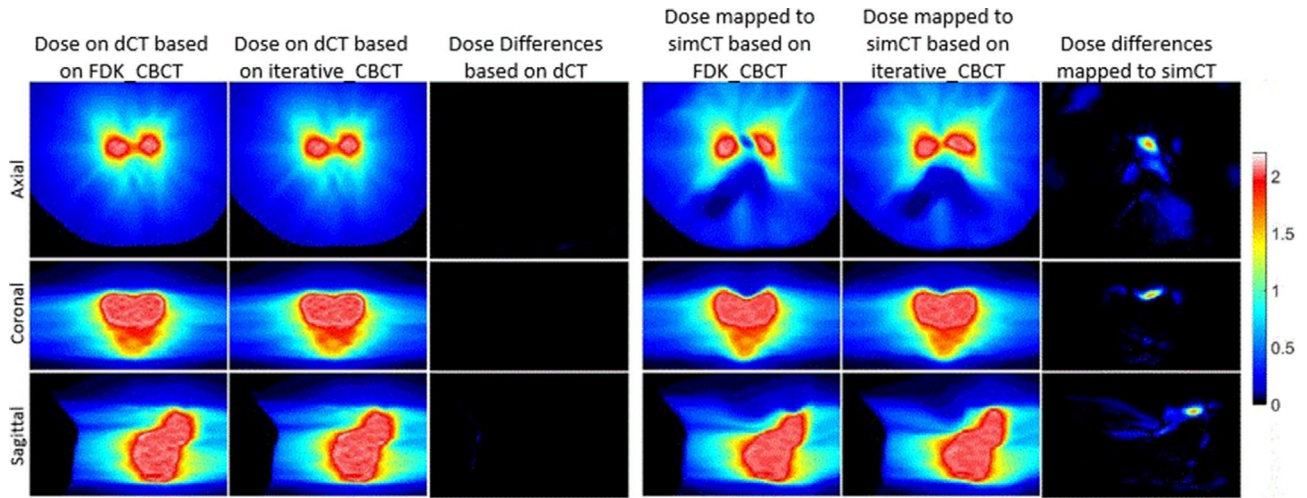 Dose on dCT based
on FDK_CBCT
Dose on dCT based
on iterative_CBCT
Dose Differences
based on dCT
Dose mapped to
simCT based on
FDK_CBCT
Dose mapped to
simCT based on
iterative_CBCT
Dose differences
mapped to simCT
Axial
Coronal
Sagittal
2
1.5
1
0.5
0